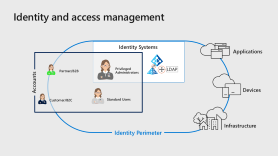 Identity and access management
Identity Systems
Applications
Accounts
Partner/B2B
Privileged
Administrators
+ LDAP
Devices
Customer/B2C
Standard Users
Infrastructure
Identity Perimeter